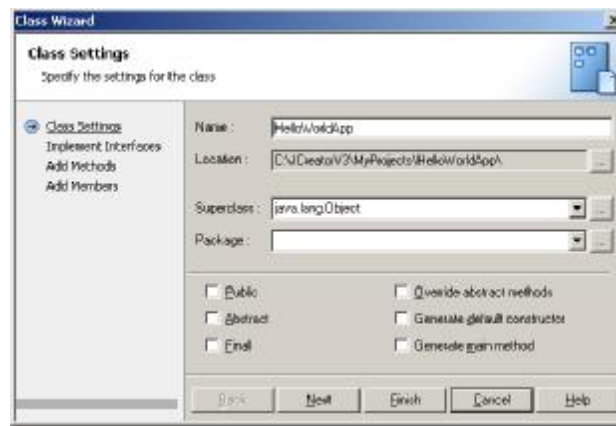 Class Wizard
Class Settings
Specify the settings for the class
Class Settings
Implement Interfaces
Add Methods
Add Members
Name :
HelloWorldApp
Location :
C:\JCreatorV3\MyProjects\HelloWorldApp\
...
Superclass :
java.lang.Object
...
Package :
...
Public
Abstract
Final
Override abstract methods
Generate default constructor
Generate main method
Back
Next
Finish
Cancel
Help